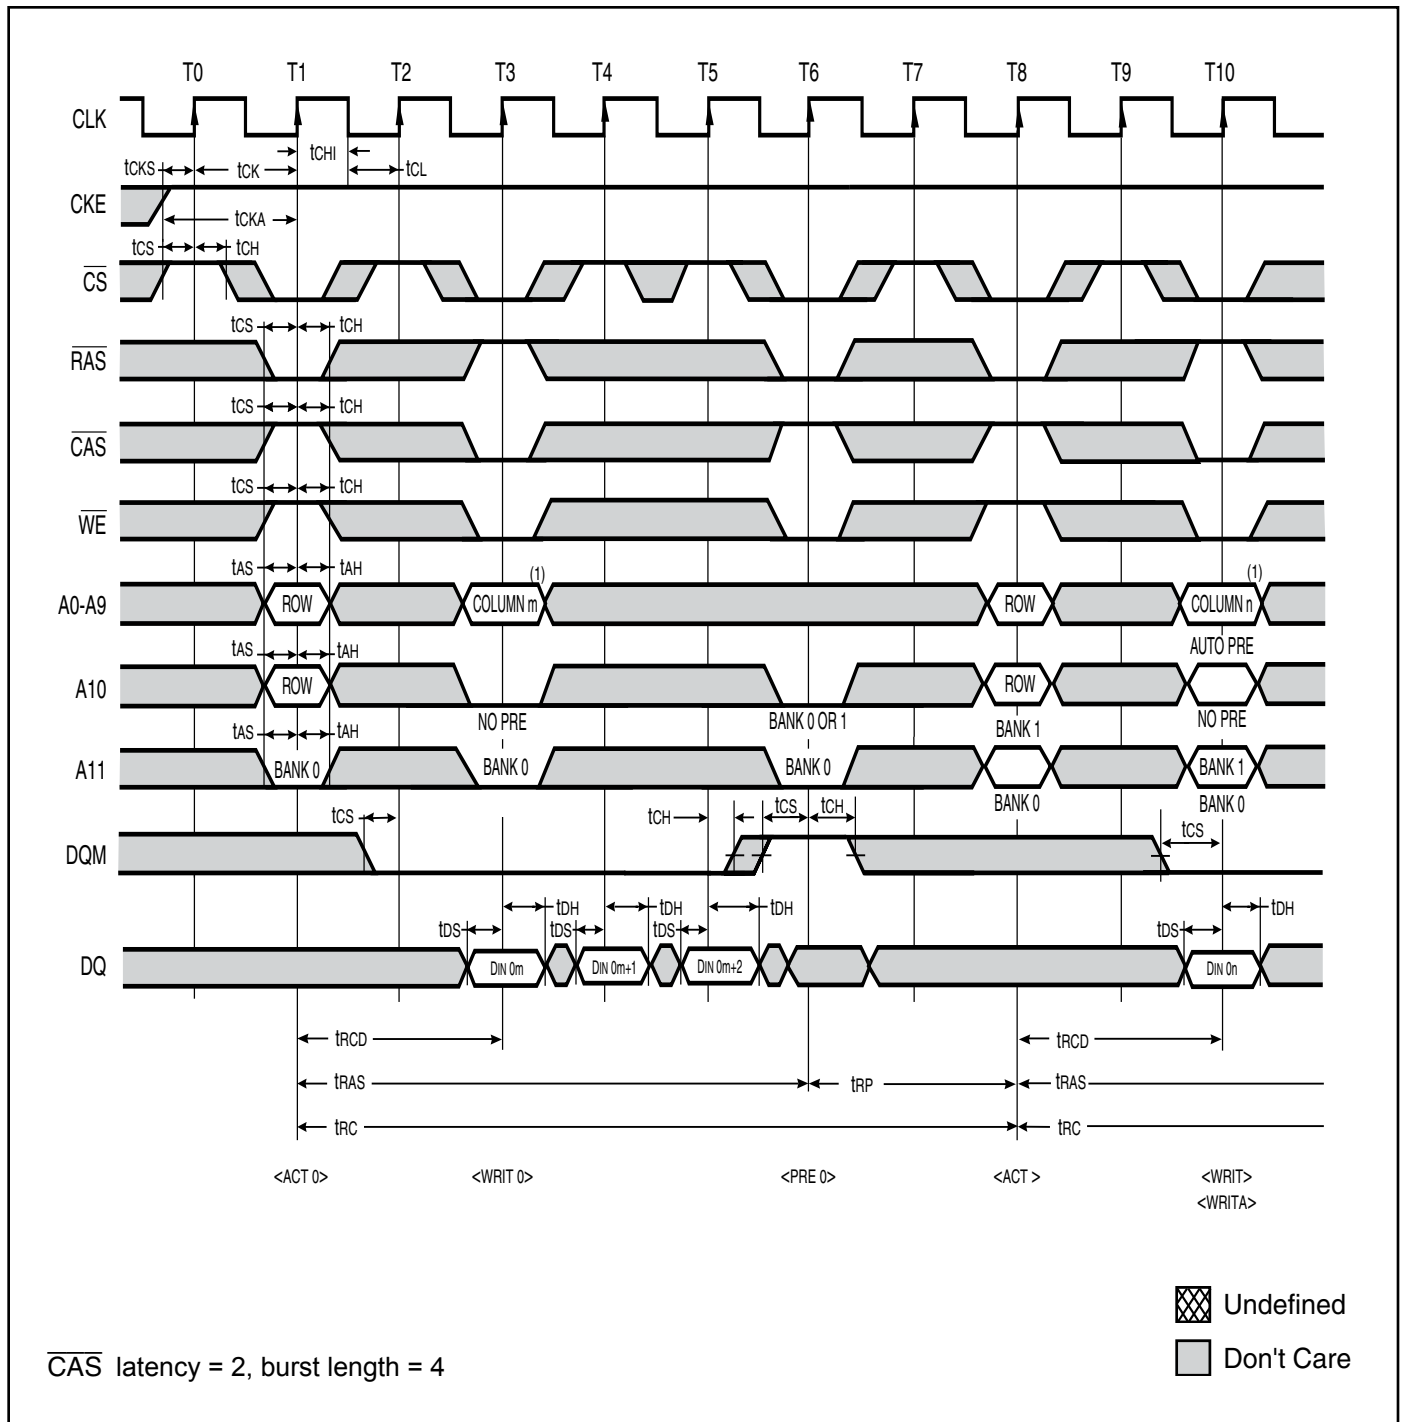 T0 T1 T2 T3 T4 T5 T6 T7 T8 T9 T10
CLK
tCHI
tCKS tCK tCL
CKE
tCKA
tCS tCH
CS
tCS tCH
RAS
tCS tCH
CAS
tCS tCH
WE
tAS tAH (1) (1)
A0-A9 ROW COLUMN m ROW COLUMN n
AUTO PRE
tAS tAH
A10 ROW ROW
NO PRE BANK 0 OR 1 BANK 1 NO PRE
tAS tAH
A11 BANK 0 BANK 0 BANK 0 BANK 1
BANK 0 BANK 0
tCS tCH tCS tCH tCS
DQM
tDH tDH tDH tDH
tDS tDS tDS tDS
DQ DIN 0m DIN 0m+1 DIN 0m+2 DIN 0n
tRCD tRCD
tRAS tRP tRAS
tRC tRC
<ACT 0> <WRIT 0> <PRE 0> <ACT > <WRIT>
<WRITA>
Undefined
Don't Care
CAS latency = 2, burst length = 4